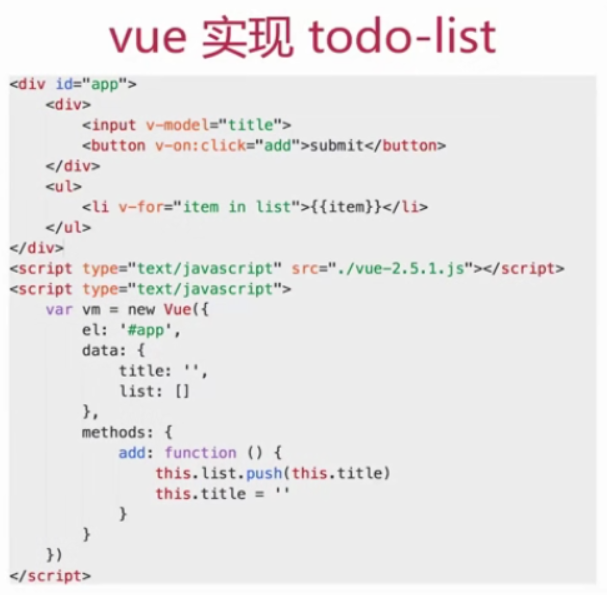 vue 实现 todo-list
<div id="app">
    <div>
        <input v-model="title">
        <button v-on:click="add">submit</button>
    </div>
    <ul>
        <li v-for="item in list">{{item}}</li>
    </ul>
</div>
<script type="text/javascript" src="./vue-2.5.1.js"></script>
<script type="text/javascript">
    var vm = new Vue({
        el: '#app',
        data: {
            title: '',
            list: []
        },
        methods: {
            add: function () {
                this.list.push(this.title)
                this.title = ''
            }
        }
    })
</script>